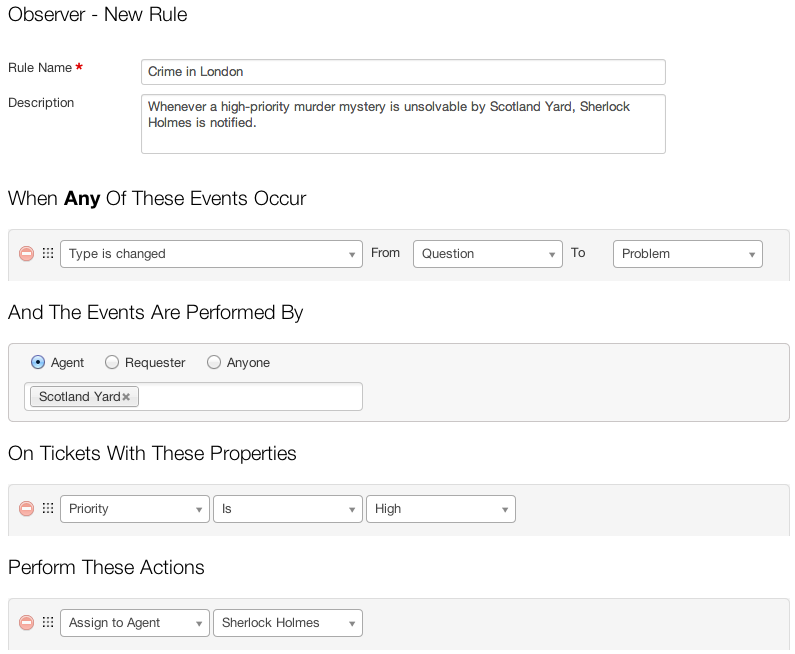 Observer - New Rule
Rule Name *
Crime in London
Description
Whenever a high-priority murder mystery is unsolvable by Scotland Yard, Sherlock
Holmes is notified.
When Any Of These Events Occur
Type is changed From Question To Problem
And The Events Are Performed By
Agent Requester Anyone
Scotland Yard×
On Tickets With These Properties
Priority Is High
Perform These Actions
Assign to Agent Sherlock Holmes